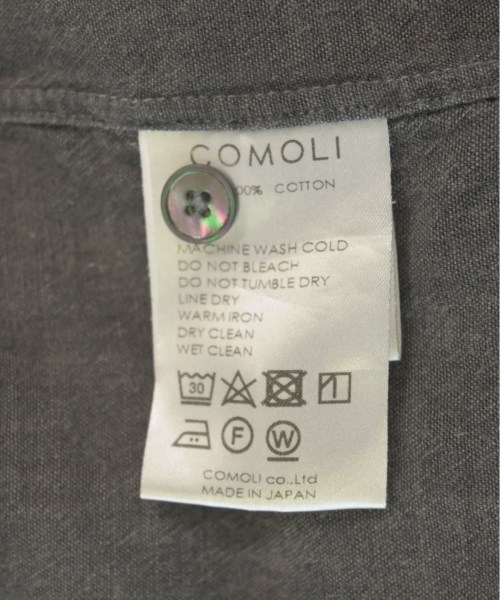 COMOLI
00% COTTON
MACHINE WASH COLD
DO NOT BLEACH
DO NOT TUMBLE DRY
LINE DRY
WARM IRON
DRY CLEAN
WET CLEAN
30
F W
COMOLI co.,Ltd
MADE IN JAPAN